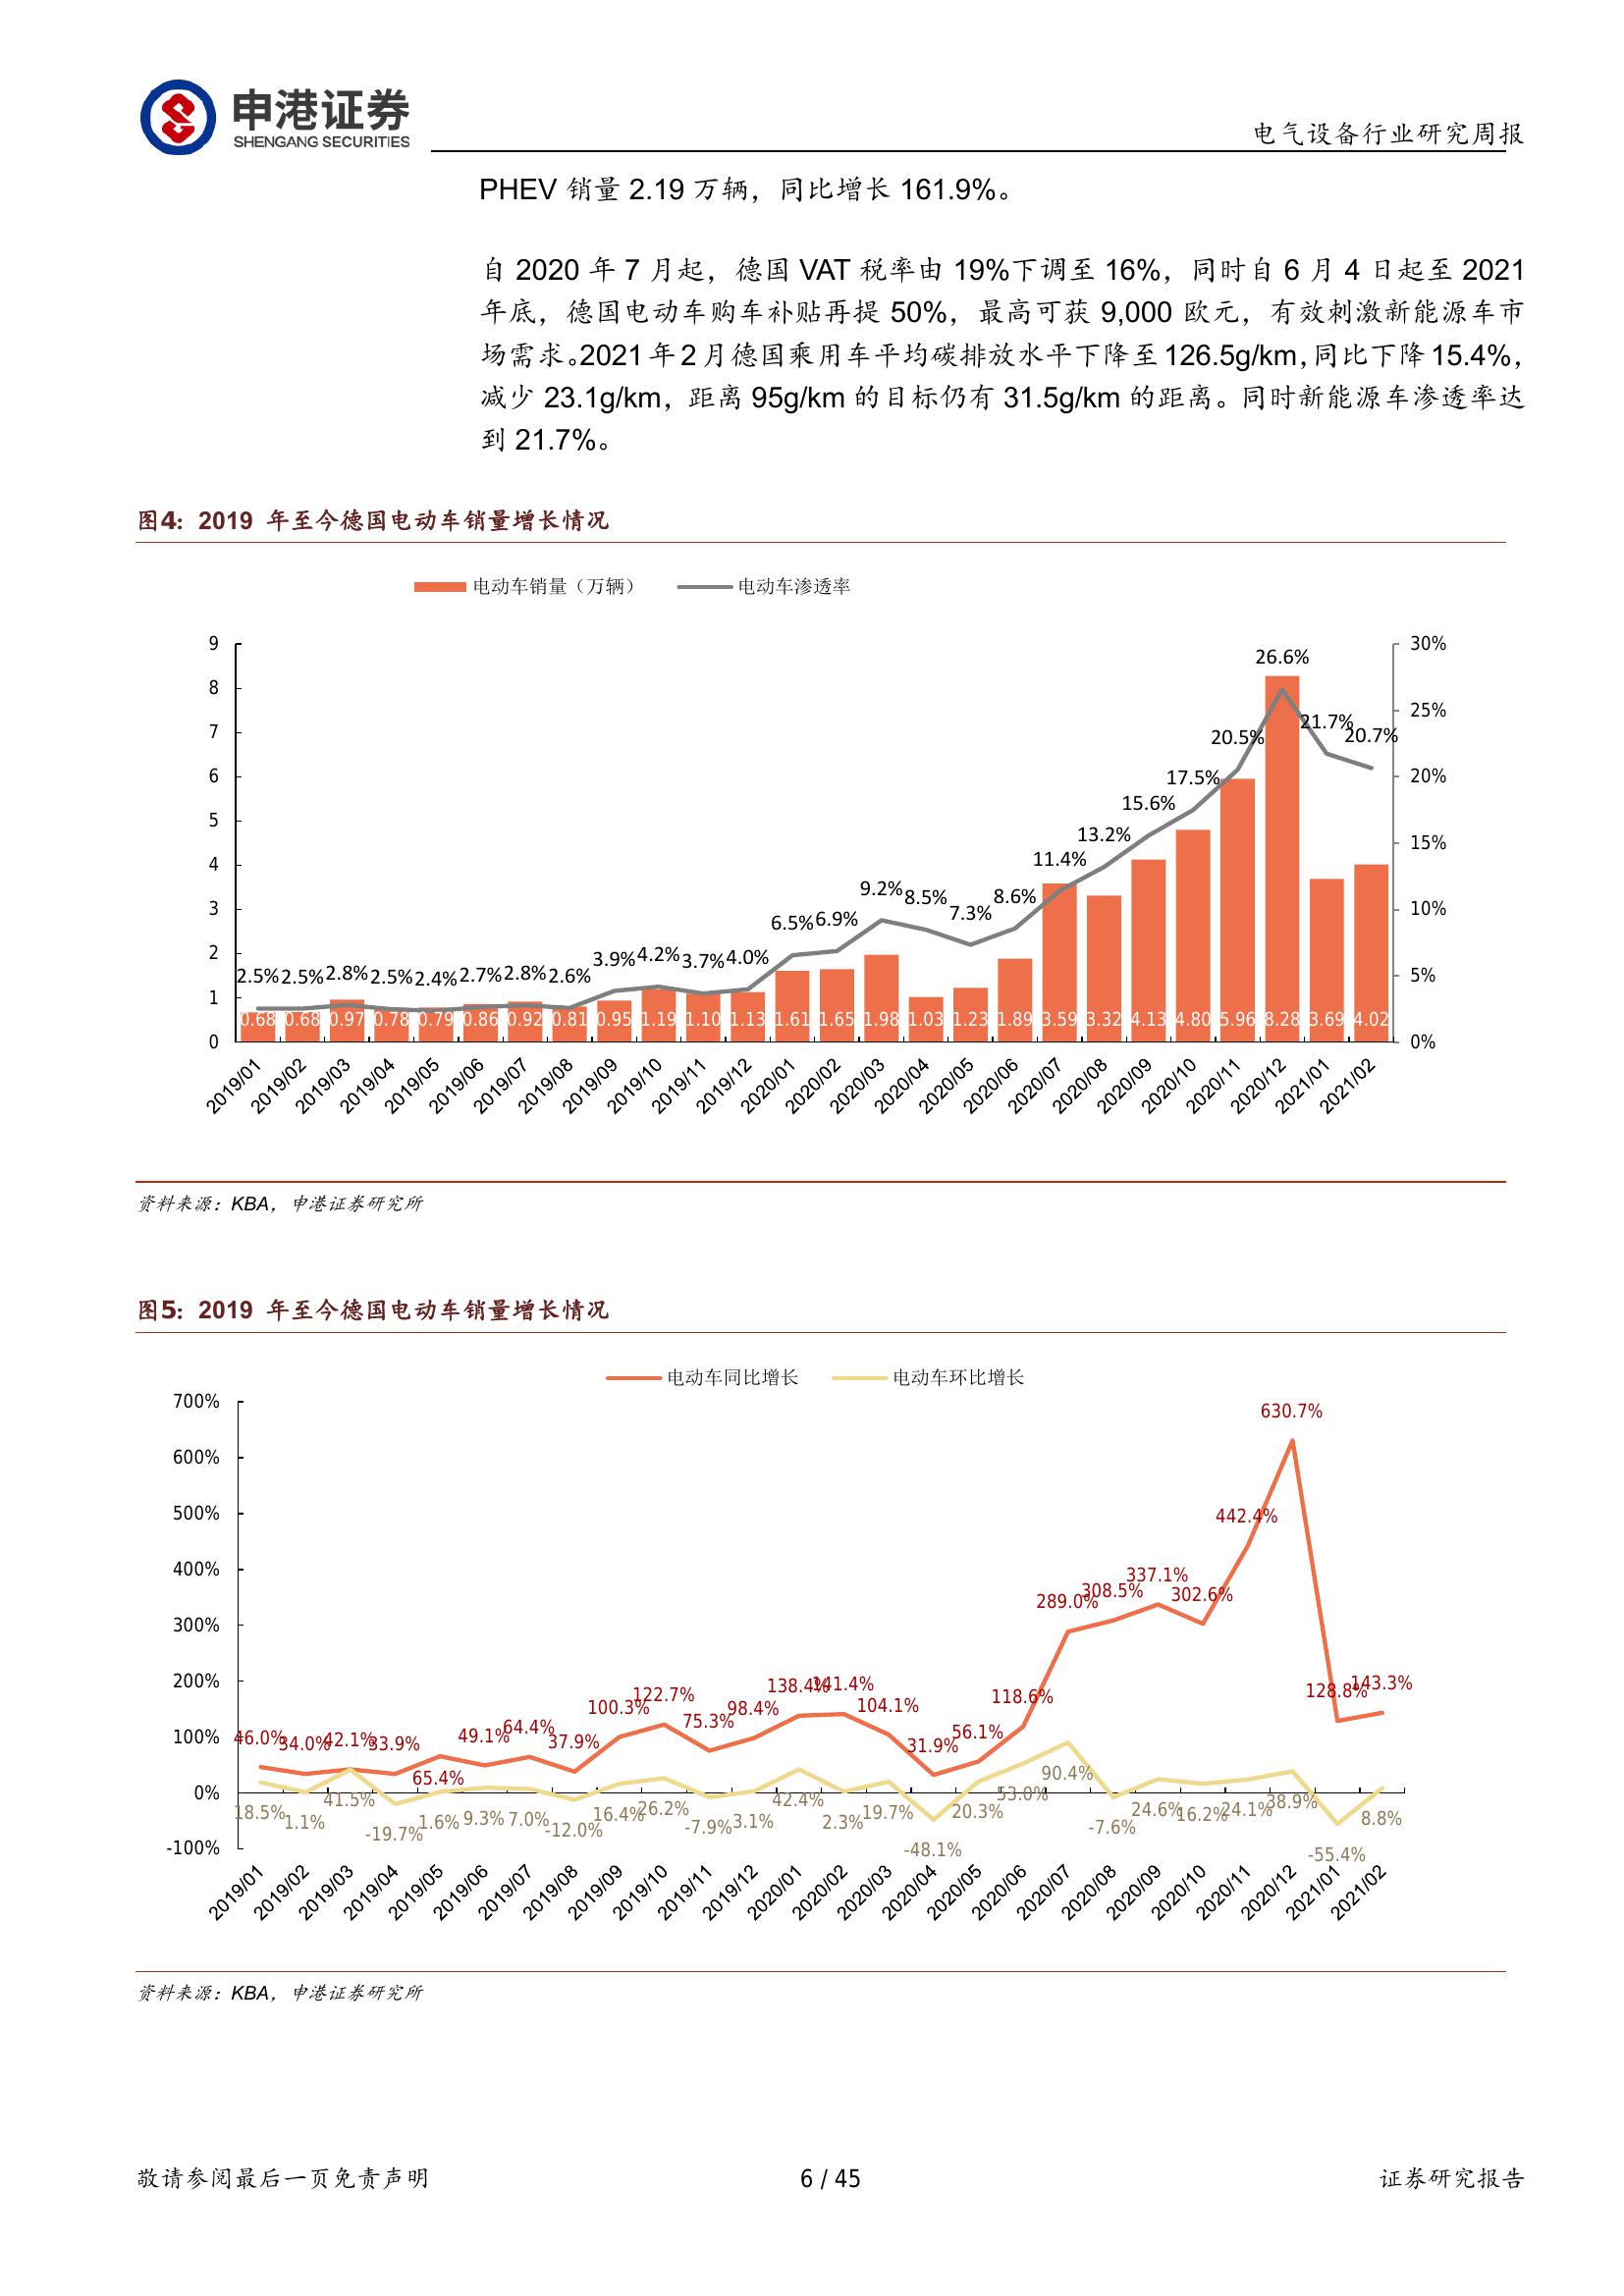 申港证券
SHENGANG SECURITIES
电气设备行业研究周报
PHEV 销量 2.19 万辆，同比增长 161.9%。
自 2020 年 7 月起，德国 VAT 税率由 19%下调至 16%，同时自 6 月 4 日起至 2021
年底，德国电动车购车补贴再提 50%，最高可获 9,000 欧元，有效刺激新能源车市
场需求。2021 年 2 月德国乘用车平均碳排放水平下降至 126.5g/km，同比下降 15.4%，
减少 23.1g/km，距离 95g/km 的目标仍有 31.5g/km 的距离。同时新能源车渗透率达
到 21.7%。
图4：2019 年至今德国电动车销量增长情况
电动车销量（万辆） 电动车渗透率
9 8 7 6 5 4 3 2 1 0
30% 25% 20% 15% 10% 5% 0%
2.5% 2.5% 2.8% 2.5% 2.4% 2.7% 2.8% 2.6% 3.9% 4.2% 3.7% 4.0% 6.5% 6.9% 9.2% 8.5% 7.3% 8.6% 11.4% 13.2% 15.6% 17.5% 20.5% 26.6% 21.7% 20.7%
0.68 0.68 0.97 0.78 0.79 0.86 0.92 0.81 0.95 1.19 1.10 1.13 1.61 1.65 1.98 1.03 1.23 1.89 3.59 3.32 4.13 4.80 5.96 8.28 3.69 4.02
2019/01 2019/02 2019/03 2019/04 2019/05 2019/06 2019/07 2019/08 2019/09 2019/10 2019/11 2019/12 2020/01 2020/02 2020/03 2020/04 2020/05 2020/06 2020/07 2020/08 2020/09 2020/10 2020/11 2020/12 2021/01 2021/02
资料来源：KBA，申港证券研究所
图5：2019 年至今德国电动车销量增长情况
电动车同比增长 电动车环比增长
700% 600% 500% 400% 300% 200% 100% 0% -100%
46.0% 34.0% 42.1% 33.9% 65.4% 49.1% 64.4% 37.9% 100.3% 122.7% 75.3% 98.4% 138.4% 141.4% 104.1% 31.9% 56.1% 118.6% 289.0% 308.5% 337.1% 302.6% 442.4% 630.7% 128.8% 143.3%
18.5% 1.1% 41.5% -19.7% 1.6% 9.3% 7.0% -12.0% 16.4% 26.2% -7.9% 3.1% 42.4% 2.3% 19.7% -48.1% 20.3% 53.0% 90.4% -7.6% 24.6% 16.2% 24.1% 38.9% -55.4% 8.8%
2019/01 2019/02 2019/03 2019/04 2019/05 2019/06 2019/07 2019/08 2019/09 2019/10 2019/11 2019/12 2020/01 2020/02 2020/03 2020/04 2020/05 2020/06 2020/07 2020/08 2020/09 2020/10 2020/11 2020/12 2021/01 2021/02
资料来源：KBA，申港证券研究所
敬请参阅最后一页免责声明
6 / 45
证券研究报告